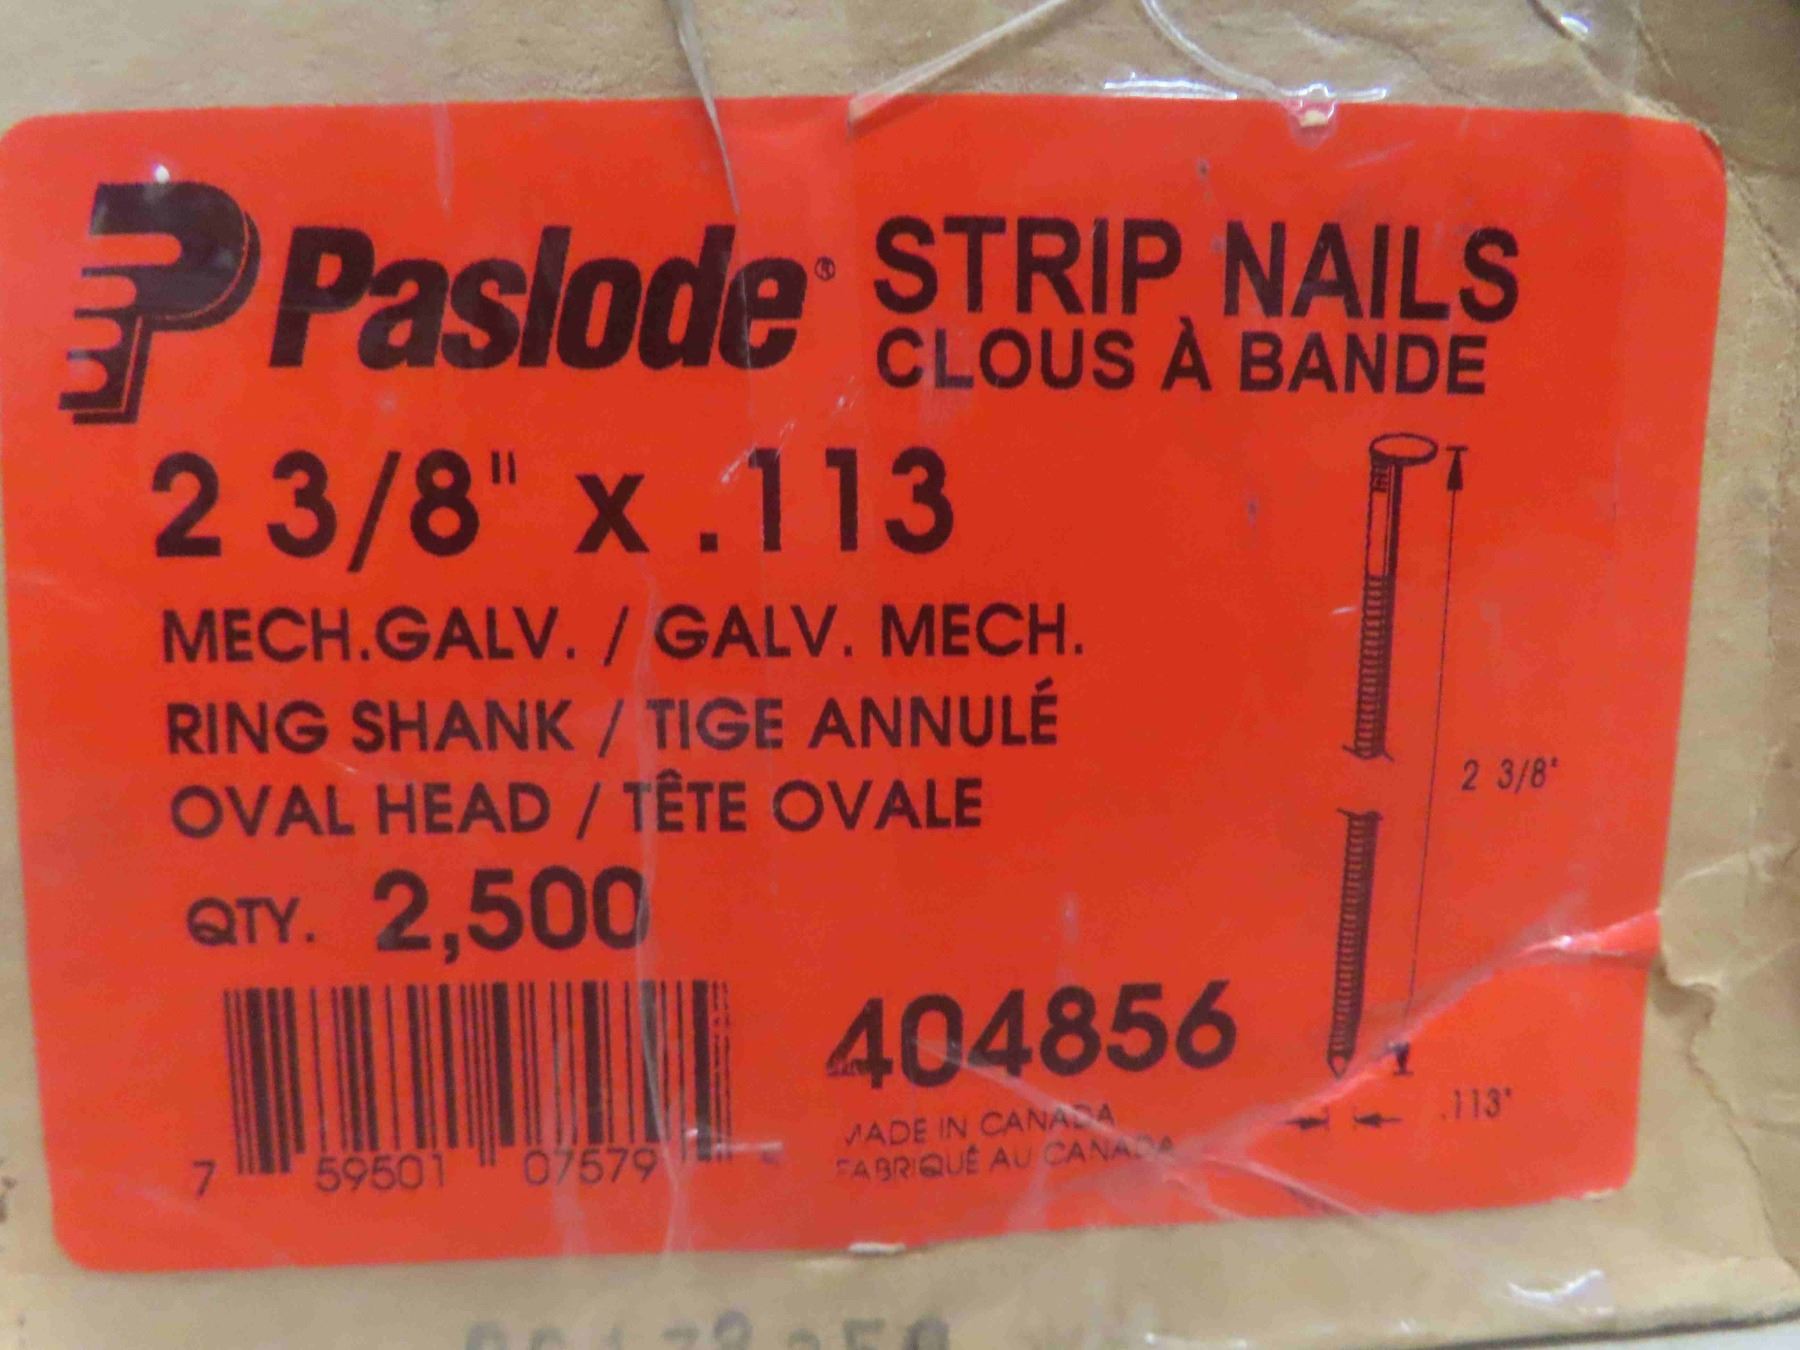 Paslode® STRIP NAILS
CLOUS À BANDE
2 3/8" x .113
MECH.GALV. / GALV. MECH.
RING SHANK / TIGE ANNULÉ
OVAL HEAD / TÊTE OVALE
QTY. 2,500
2 3/8"
.113"
404856
MADE IN CANADA
FABRIQUÉ AU CANADA
7 59501 07579